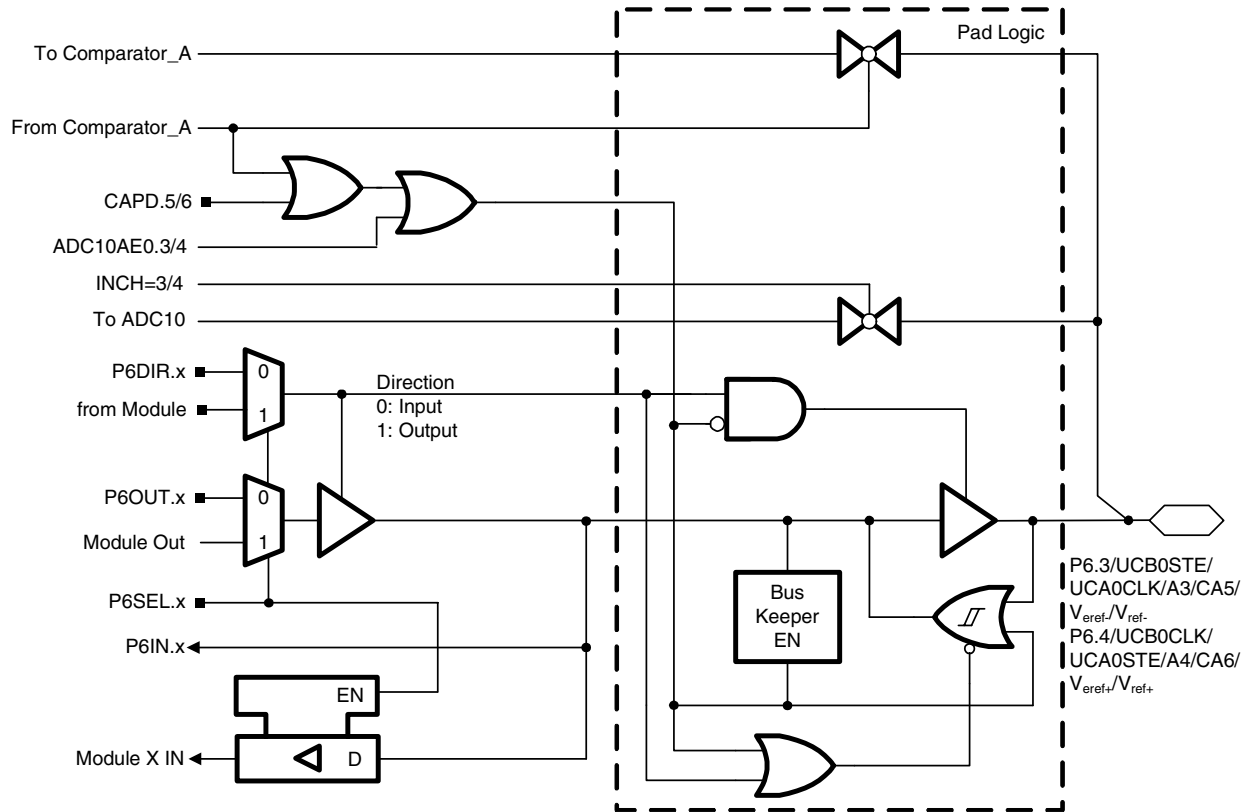 Pad Logic
To Comparator_A
From Comparator_A
CAPD.5/6
ADC10AE0.3/4
INCH=3/4
To ADC10
P6DIR.x
0
from Module
1
Direction
0: Input
1: Output
P6OUT.x
0
Module Out
1
P6SEL.x
P6IN.x
EN
Module X IN
D
Bus
Keeper
EN
P6.3/UCB0STE/
UCA0CLK/A3/CA5/
Veref-/Vref-
P6.4/UCB0CLK/
UCA0STE/A4/CA6/
Veref+/Vref+